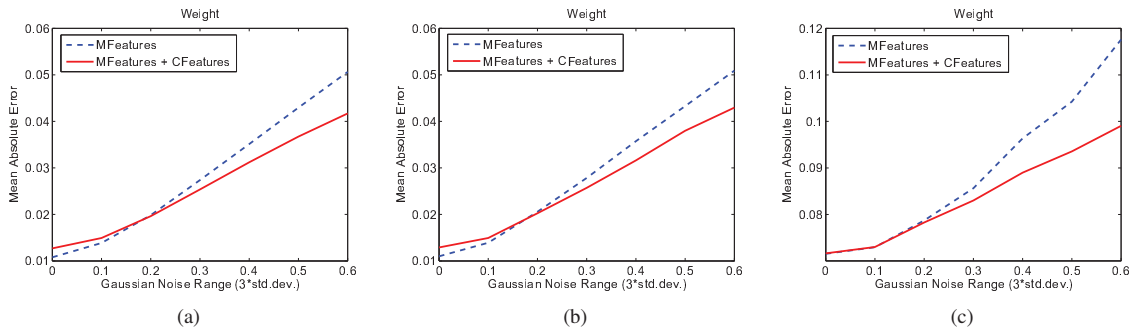 Weight
0.06
0.05
0.04
0.03
0.02
0.01
Mean Absolute Error
MFeatures
MFeatures + CFeatures
0 0.1 0.2 0.3 0.4 0.5 0.6
Gaussian Noise Range (3*std.dev.)
(a)
Weight
0.06
0.05
0.04
0.03
0.02
0.01
Mean Absolute Error
MFeatures
MFeatures + CFeatures
0 0.1 0.2 0.3 0.4 0.5 0.6
Gaussian Noise Range (3*std.dev.)
(b)
Weight
0.12
0.11
0.1
0.09
0.08
Mean Absolute Error
MFeatures
MFeatures + CFeatures
0 0.1 0.2 0.3 0.4 0.5 0.6
Gaussian Noise Range (3*std.dev.)
(c)